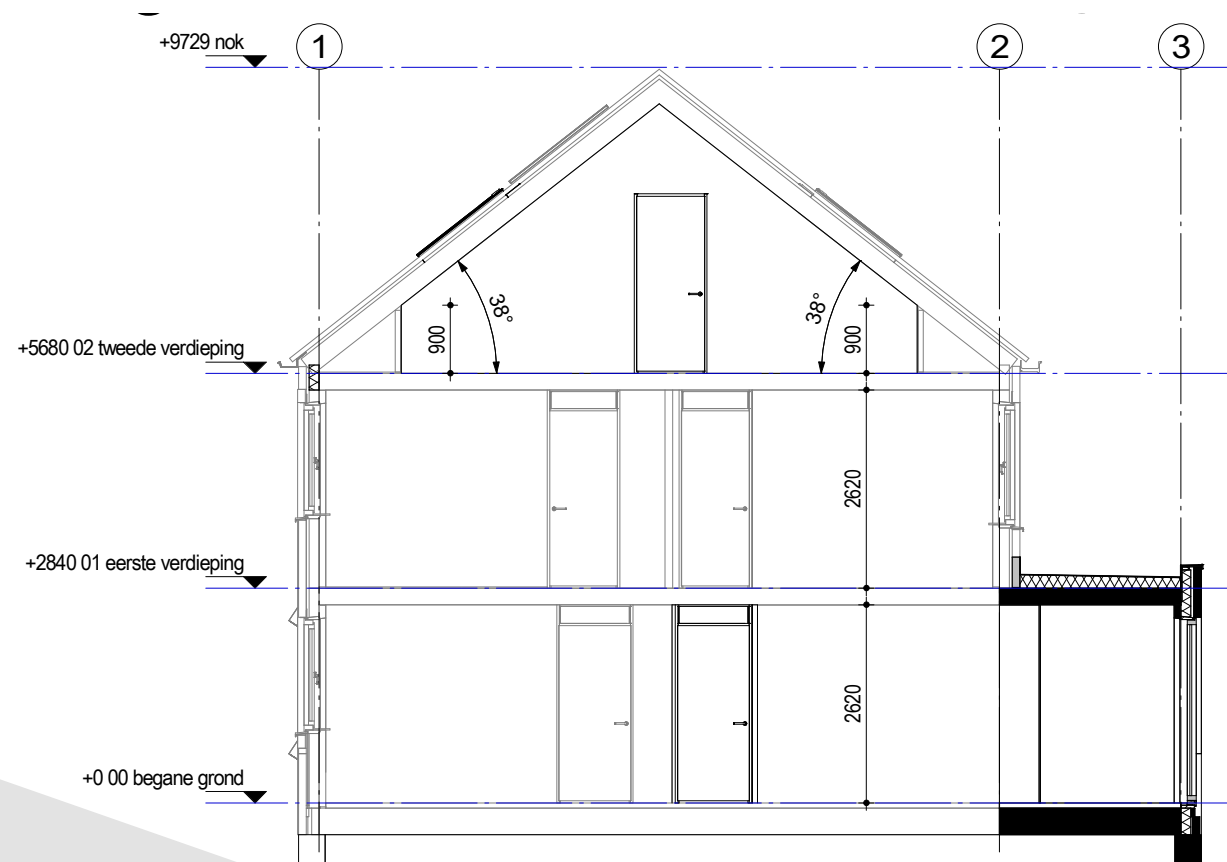 +9729 nok
1
2
3
38°
38°
900
900
+5680 02 tweede verdieping
2620
+2840 01 eerste verdieping
2620
+0 00 begane grond